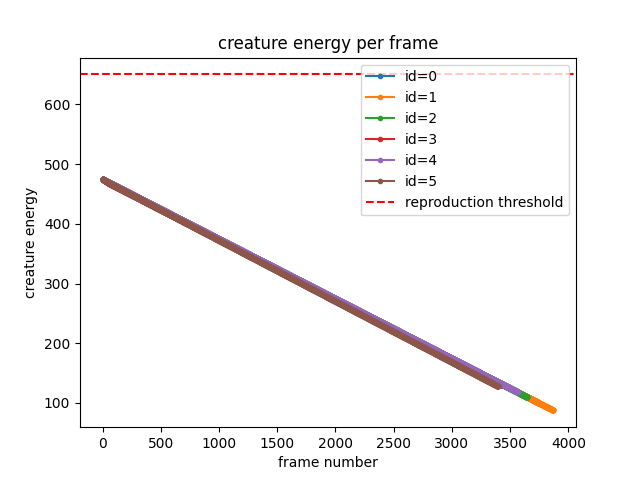 creature energy per frame
creature energy
600
500
400
300
200
100
id=0
id=1
id=2
id=3
id=4
id=5
reproduction threshold
0
500
1000
1500
2000
2500
3000
3500
4000
frame number